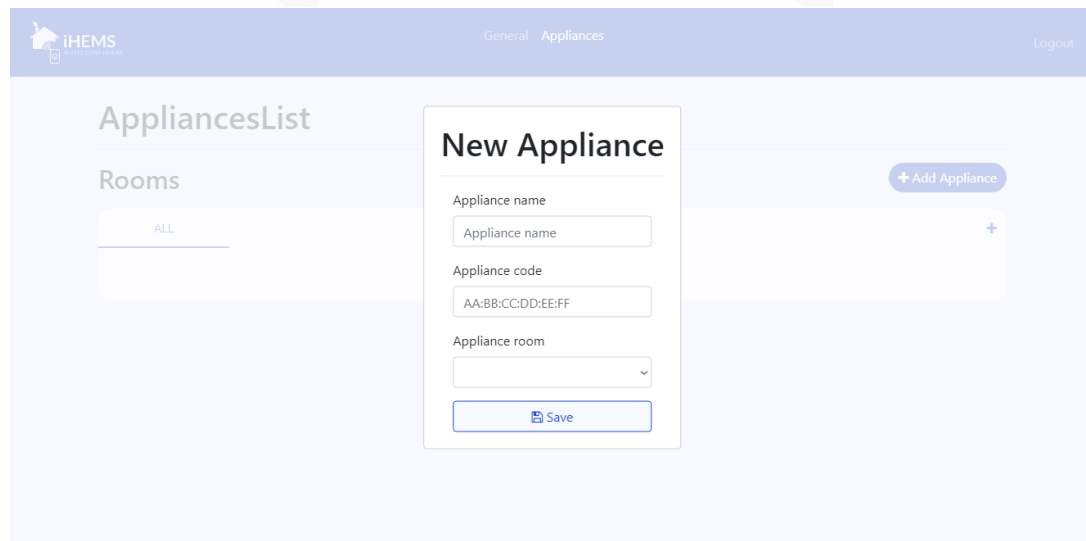 iHEMS
General Appliances
Logout
AppliancesList
New Appliance
Rooms
+ Add Appliance
Appliance name
ALL
+
Appliance name
Appliance code
AA:BB:CC:DD:EE:FF
Appliance room
Save